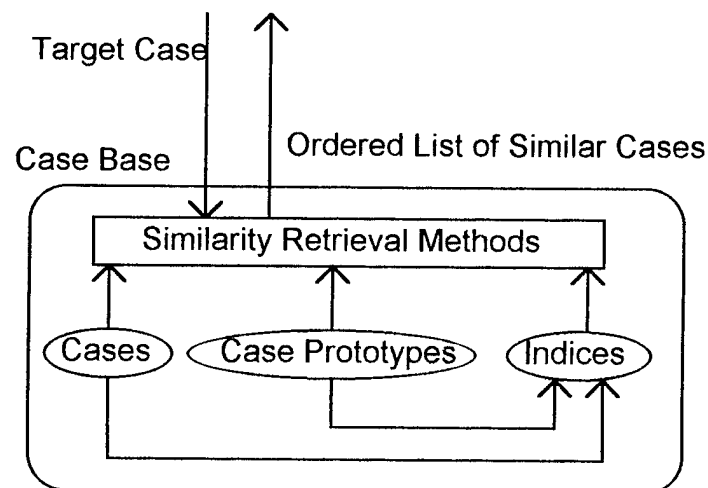 Target Case
Ordered List of Similar Cases
Case Base
Similarity Retrieval Methods
Cases
Case Prototypes
Indices